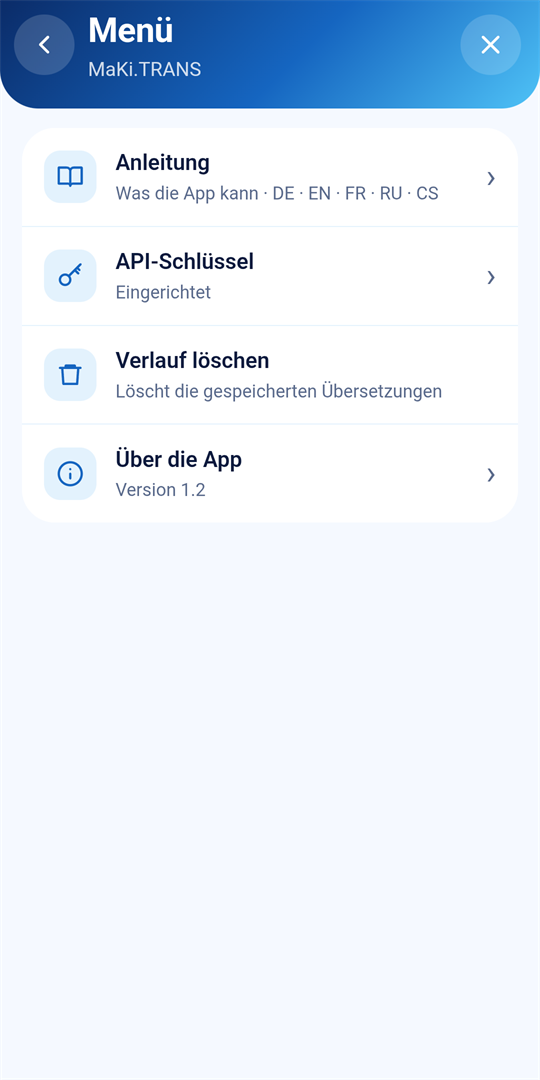 Menü
MaKi.TRANS
Anleitung
Was die App kann · DE · EN · FR · RU · CS
API-Schlüssel
Eingerichtet
Verlauf löschen
Löscht die gespeicherten Übersetzungen
Über die App
Version 1.2